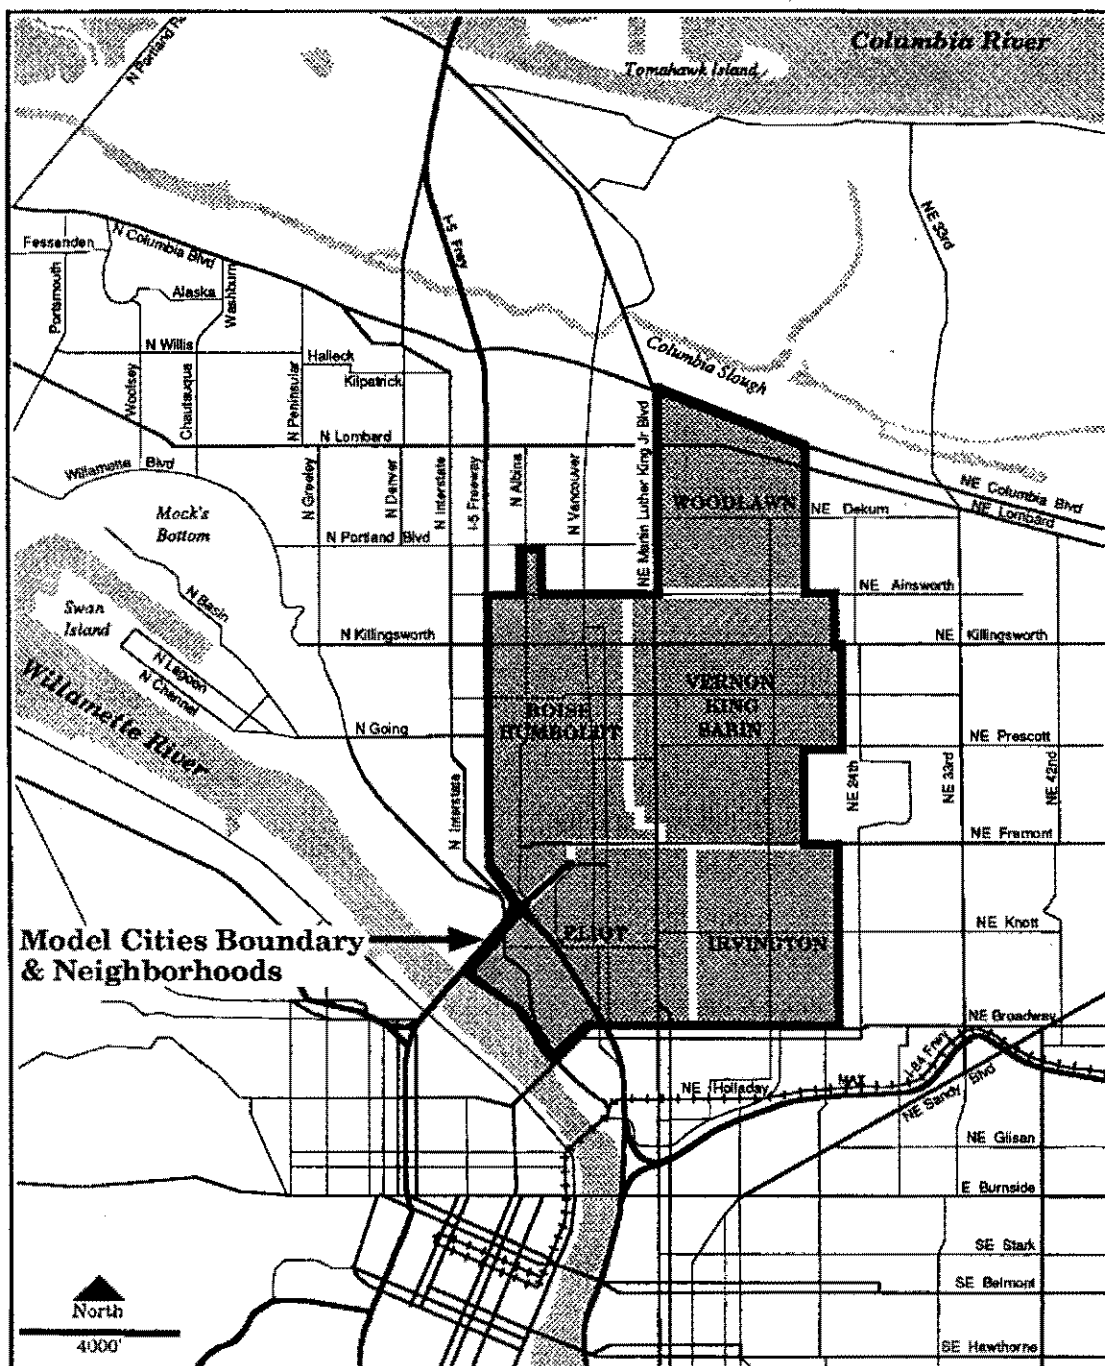 N Portland Rd
Columbia River
Tomahawk Island
I-5 Frwy
NE 33rd
Fessenden
N Columbia Blvd
Portsmouth
Alaska
Washburn
N Willis
Woolsey
Chautauqua
N Peninsular
Halleck
Kilpatrick
Columbia Slough
N Lombard
Willamette Blvd
N Greeley
N Denver
N Interstate
I-5 Freeway
N Albina
N Vancouver
NE Martin Luther King Jr Blvd
WOODLAWN
NE Columbia Blvd
NE Lombard
NE Dekum
Mock's
Bottom
N Portland Blvd
N Basin
NE Ainsworth
Swan
Island
N Killingsworth
NE Killingsworth
N Lagoon
N Channel
Willamette River
VERNON
KING
SABIN
BOISE
HUMBOLDT
N Going
NE Prescott
N Interstate
NE 24th
NE 33rd
NE 42nd
NE Fremont
Model Cities Boundary
& Neighborhoods
ELIOT
IRVINGTON
NE Knott
NE Broadway
I-84 Frwy
NE Holladay
MAX
NE Sandy Blvd
NE Glisan
E Burnside
SE Stark
SE Belmont
SE Hawthorne
North
4000'